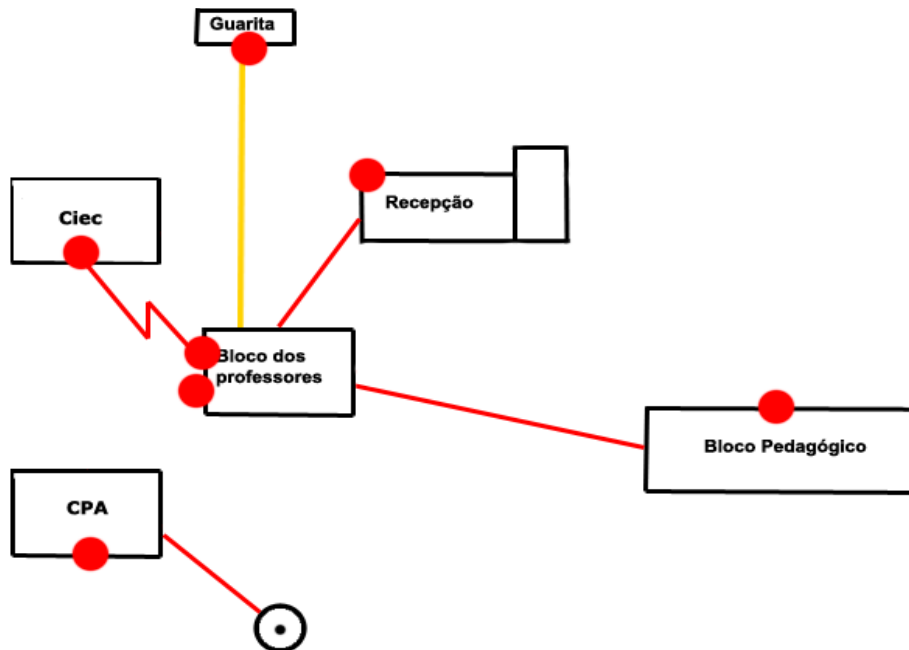 Guarita
Recepção
Ciec
Bloco dos
professores
Bloco Pedagógico
CPA